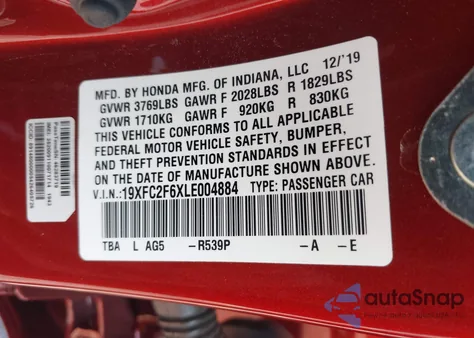 MFD. BY HONDA MFG. OF INDIANA, LLC 12/'19
GVWR 3769LBS GAWR F 2028LBS R 1829LBS
GVWR 1710KG GAWR F 920KG R 830KG
THIS VEHICLE CONFORMS TO ALL APPLICABLE
FEDERAL MOTOR VEHICLE SAFETY, BUMPER,
AND THEFT PREVENTION STANDARDS IN EFFECT
ON THE DATE OF MANUFACTURE SHOWN ABOVE.
V.I.N.: 19XFC2F6XLE004884 TYPE: PASSENGER CAR
TBA L AG5 -R539P -A -E
autoSnap